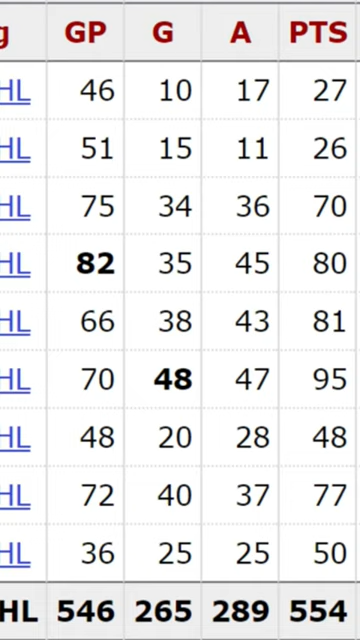 g GP G A PTS
HL 46 10 17 27
HL 51 15 11 26
HL 75 34 36 70
HL 82 35 45 80
HL 66 38 43 81
HL 70 48 47 95
HL 48 20 28 48
HL 72 40 37 77
HL 36 25 25 50
HL 546 265 289 554